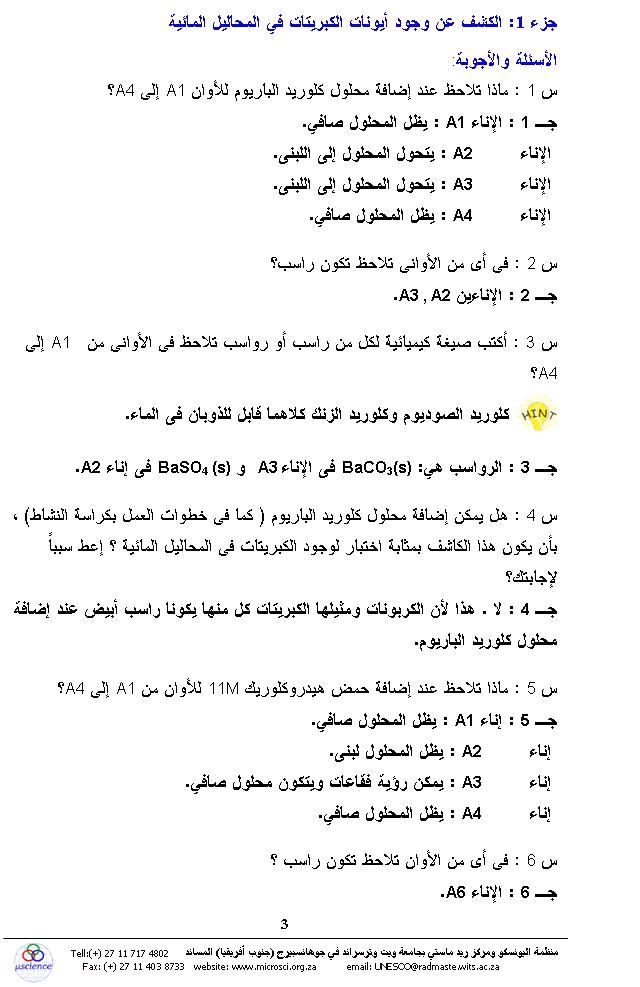 جزء 1: الكشف عن وجود أيونات الكبريتات في المحاليل المائية
الأسئلة والأجوبة:
س 1 : ماذا تلاحظ عند إضافة محلول كلوريد الباريوم للأوان A1 إلى A4؟
جـــ 1 : الإناء A1 : يظل المحلول صافي.
الإناء A2 : يتحول المحلول إلى اللبنى.
الإناء A3 : يتحول المحلول إلى اللبنى.
الإناء A4 : يظل المحلول صافي.
س 2 : فى أى من الأوانى تلاحظ تكون راسب؟
جـــ 2 : الإناءين A3 , A2.
س 3 : أكتب صيغة كيميائية لكل من راسب أو رواسب تلاحظ فى الأوانى من A1 إلى
A4؟
HINT كلوريد الصوديوم وكلوريد الزنك كلاهما قابل للذوبان فى الماء.
جـــ 3 : الرواسب هي: BaCO3(s) فى الإناء A3 و BaSO4 (s) فى إناء A2.
س 4 : هل يمكن إضافة محلول كلوريد الباريوم ( كما فى خطوات العمل بكراسة النشاط) ،
بأن يكون هذا الكاشف بمثابة اختبار لوجود الكبريتات فى المحاليل المائية ؟ إعط سبباً
لإجابتك؟
جـــ 4 : لا . هذا لأن الكربونات ومثيلها الكبريتات كل منها يكونا راسب أبيض عند إضافة
محلول كلوريد الباريوم.
س 5 : ماذا تلاحظ عند إضافة حمض هيدروكلوريك 11M للأوان من A1 إلى A4؟
جـــ 5 : إناء A1 : يظل المحلول صافي.
إناء A2 : يظل المحلول لبنى.
إناء A3 : يمكن رؤية فقاعات ويتكون محلول صافي.
إناء A4 : يظل المحلول صافي.
س 6 : فى أى من الأوان تلاحظ تكون راسب ؟
جـــ 6 : الإناء A6.
3
منظمة اليونسكو ومركز ريد ماستي بجامعة ويت وترسراند في جوهانسبيرج (جنوب أفريقيا) المساند Tell:(+) 27 11 717 4802
Fax: (+) 27 11 403 8733 website: www.microsci.org.za email: UNESCO@radmaste.wits.ac.za
µscience